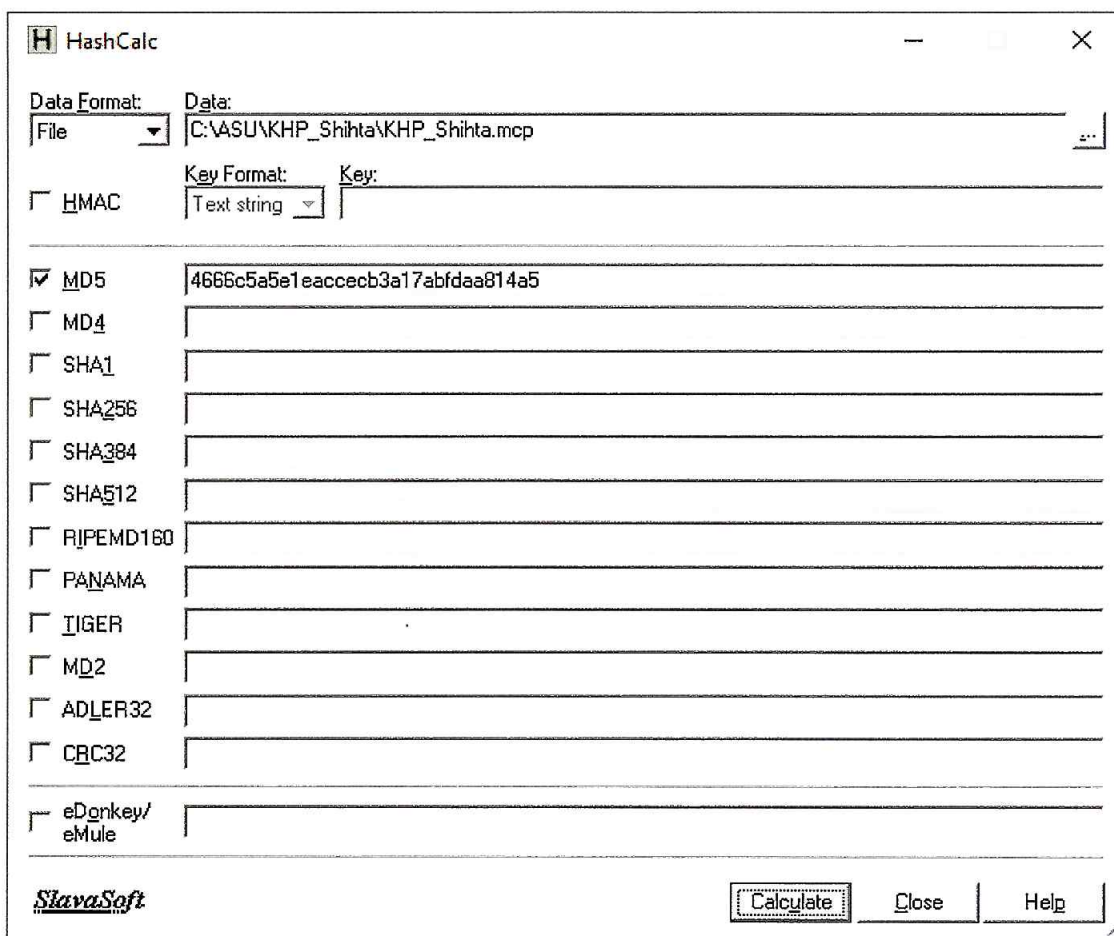 HashCalc
Data Format:
Data:
File
C:\ASU\KHP_Shihta\KHP_Shihta.mcp
...
HMAC
Key Format:
Key:
Text string
MD5
4666c5a5e1eaccecb3a17abfdaa814a5
MD4
SHA1
SHA256
SHA384
SHA512
RIPEMD160
PANAMA
TIGER
MD2
ADLER32
CRC32
eDonkey/
eMule
SlavaSoft
Calculate
Close
Help